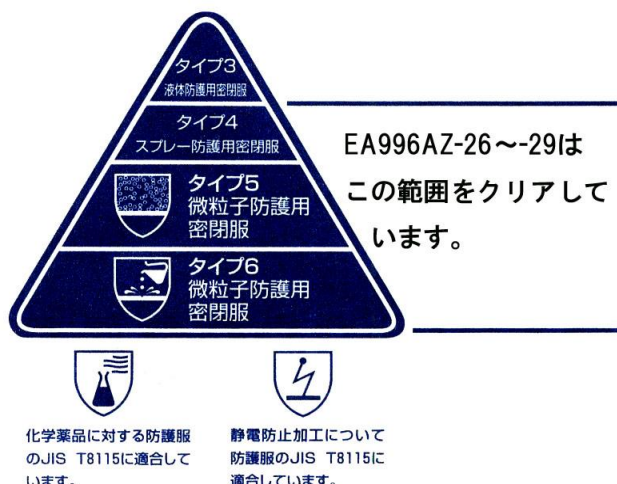 タイプ3
液体防護用密閉服
タイプ4
スプレー防護用密閉服
タイプ5
微粒子防護用
密閉服
タイプ6
微粒子防護用
密閉服
EA996AZ-26～-29は
この範囲をクリアして
います。
化学薬品に対する防護服
のJIS T8115に適合して
います。
静電防止加工について
防護服のJIS T8115に
適合しています。